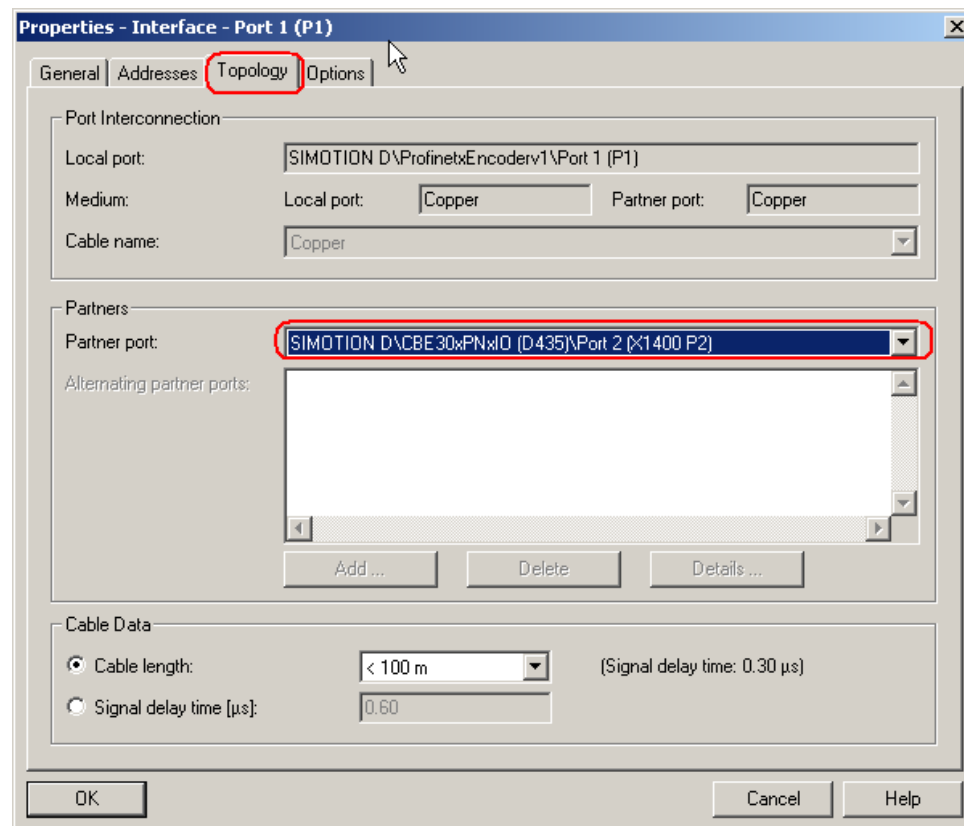 Properties - Interface - Port 1 (P1)
General Addresses Topology Options
Port Interconnection
Local port: SIMOTION D\ProfinetxEncoderv1\Port 1 (P1)
Medium: Local port: Copper Partner port: Copper
Cable name: Copper
Partners
Partner port: SIMOTION D\CBE30xPNxIO (D435)\Port 2 (X1400 P2)
Alternating partner ports:
Add ... Delete Details ...
Cable Data
Cable length: < 100 m (Signal delay time: 0.30 µs)
Signal delay time [µs]: 0.60
OK Cancel Help